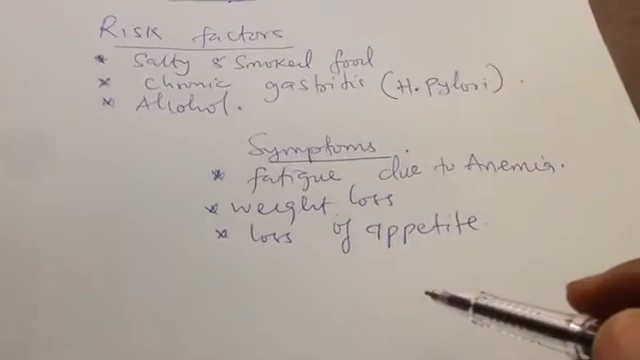 Risk factors
* Salty & smoked food
* Chronic gastritis (H. Pylori).
* Alcohol.
Symptoms.
* fatigue due to Anemia.
* weight loss
* loss of appetite.